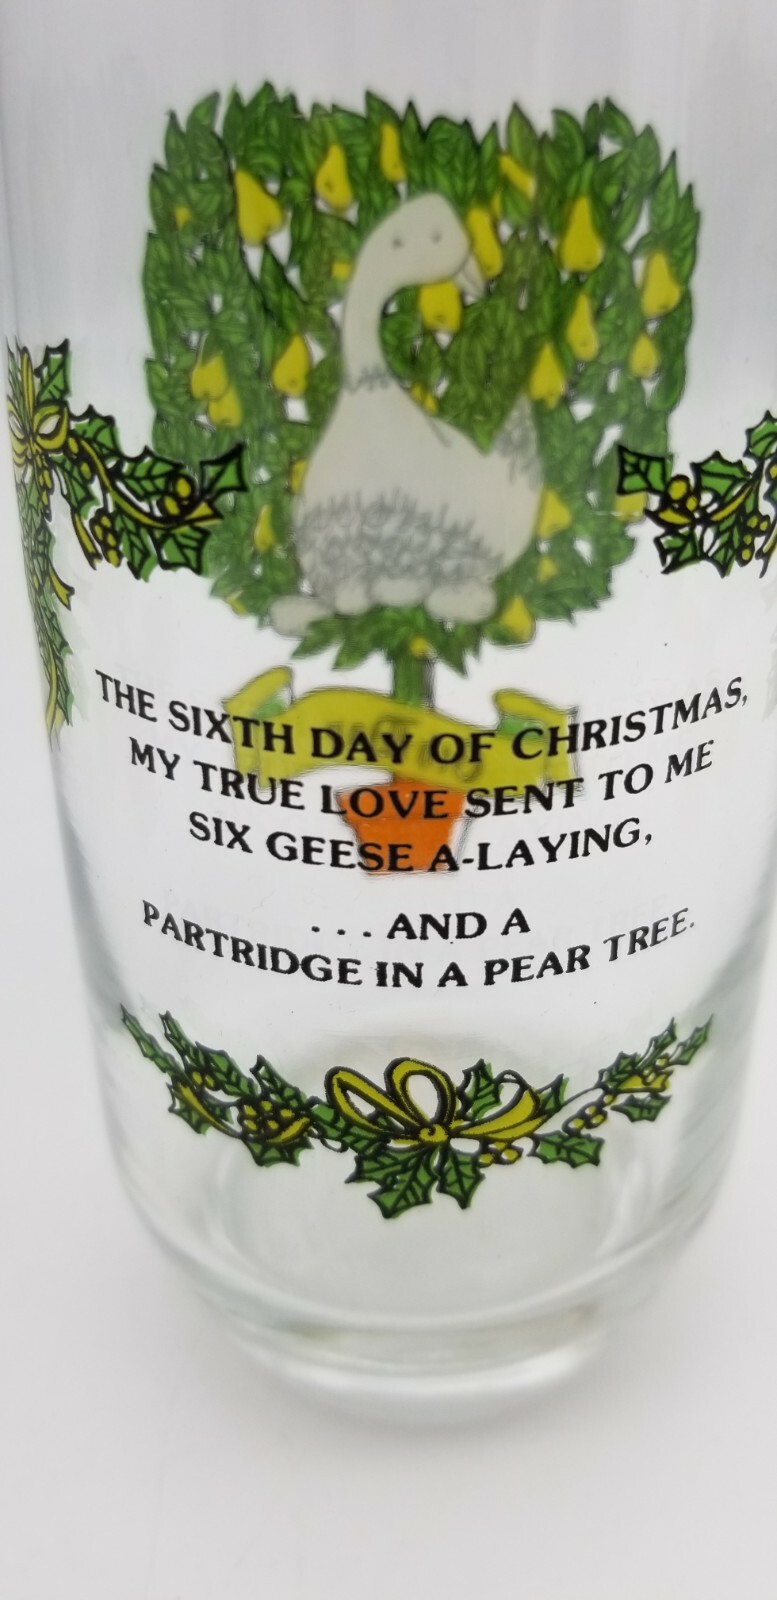 THE SIXTH DAY OF CHRISTMAS,
MY TRUE LOVE SENT TO ME
SIX GEESE A-LAYING,
. . . AND A
PARTRIDGE IN A PEAR TREE.